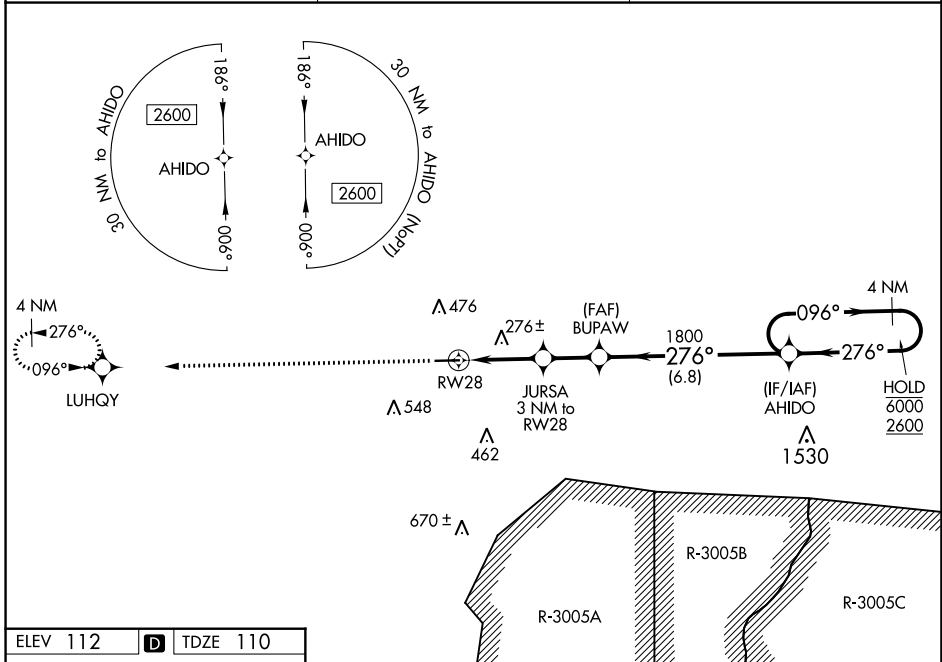 30 NM to AHIDO
186°
2600
AHIDO
006°
186°
30 NM to AHIDO (NoPT)
AHIDO
2600
006°
4 NM
276°
096°
LUHQY
476
276±
(FAF)
BUPAW
1800
276°
(6.8)
096°
4 NM
276°
RW28
JURSA
3 NM to
RW28
(IF/IAF)
AHIDO
HOLD
6000
2600
548
462
1530
670±
R-3005A
R-3005B
R-3005C
ELEV 112 D TDZE 110